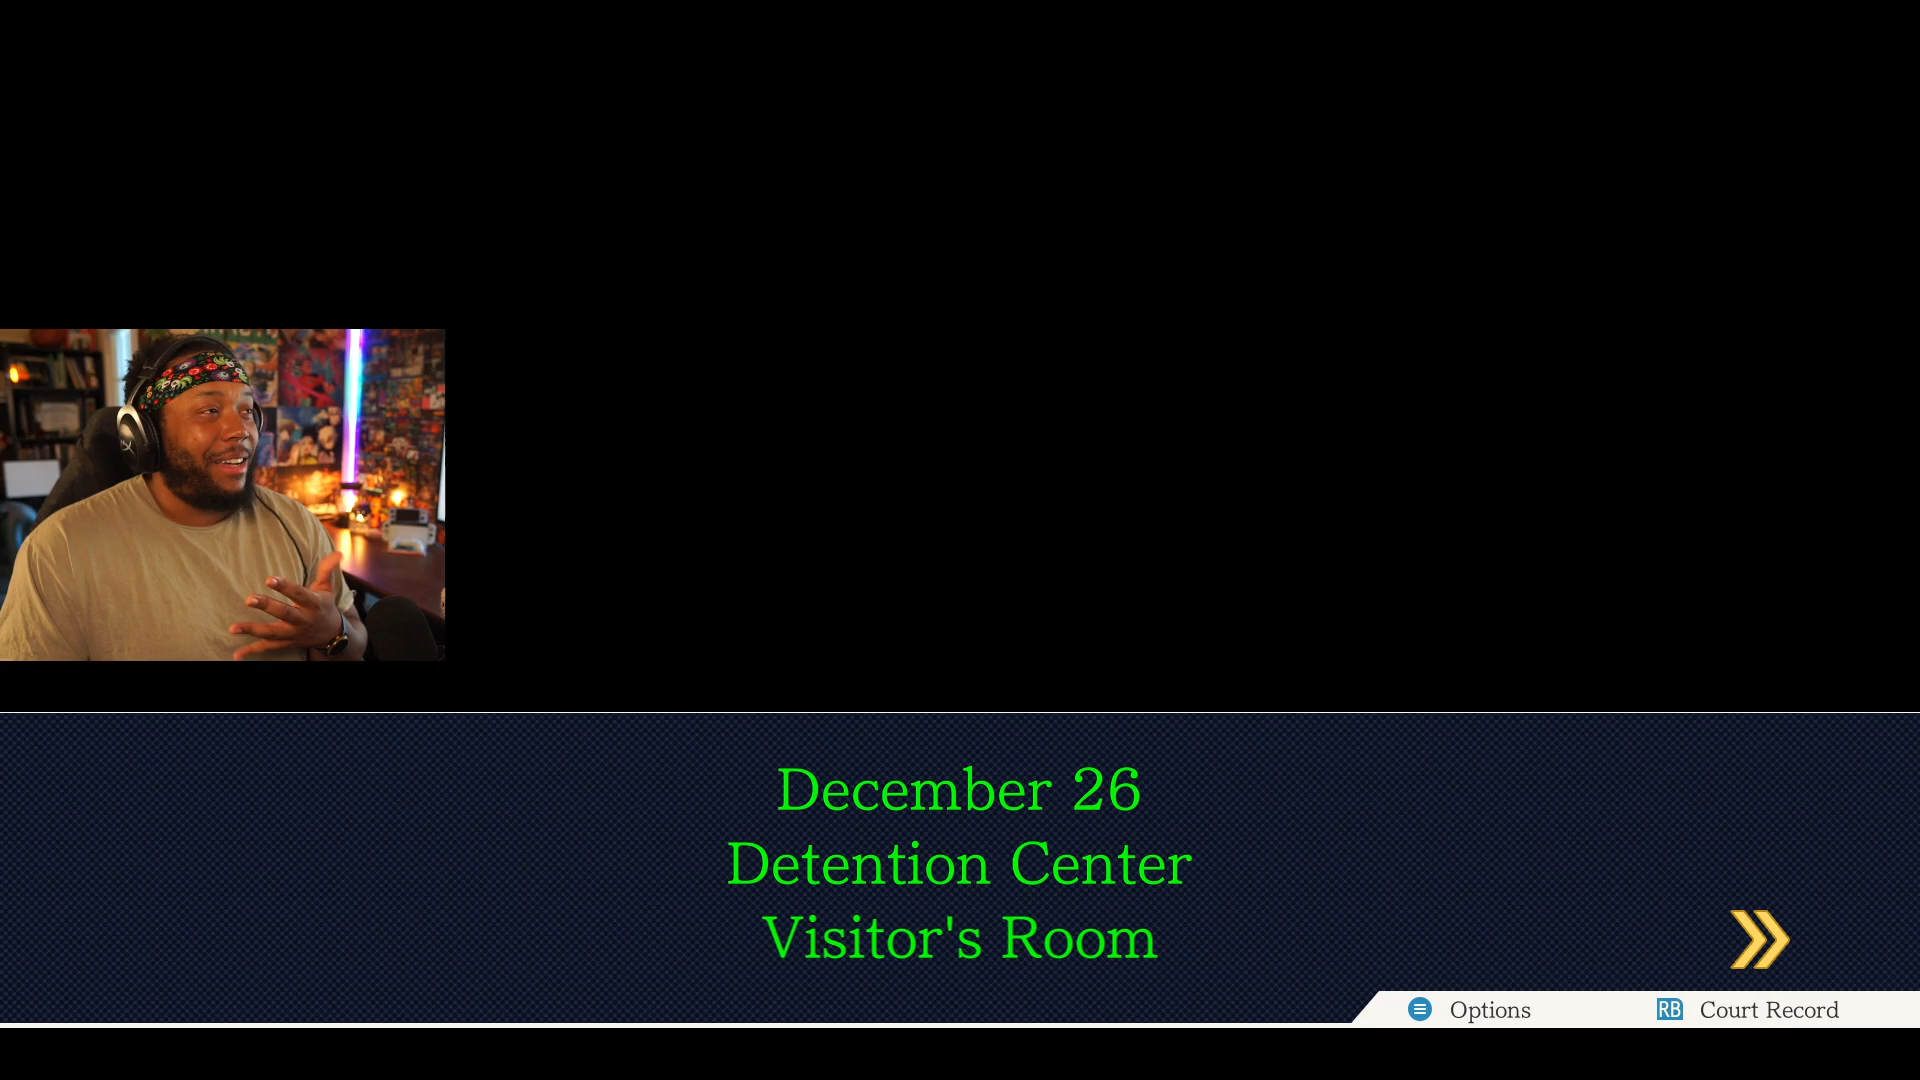 December 26
Detention Center
Visitor's Room
Options
RB Court Record